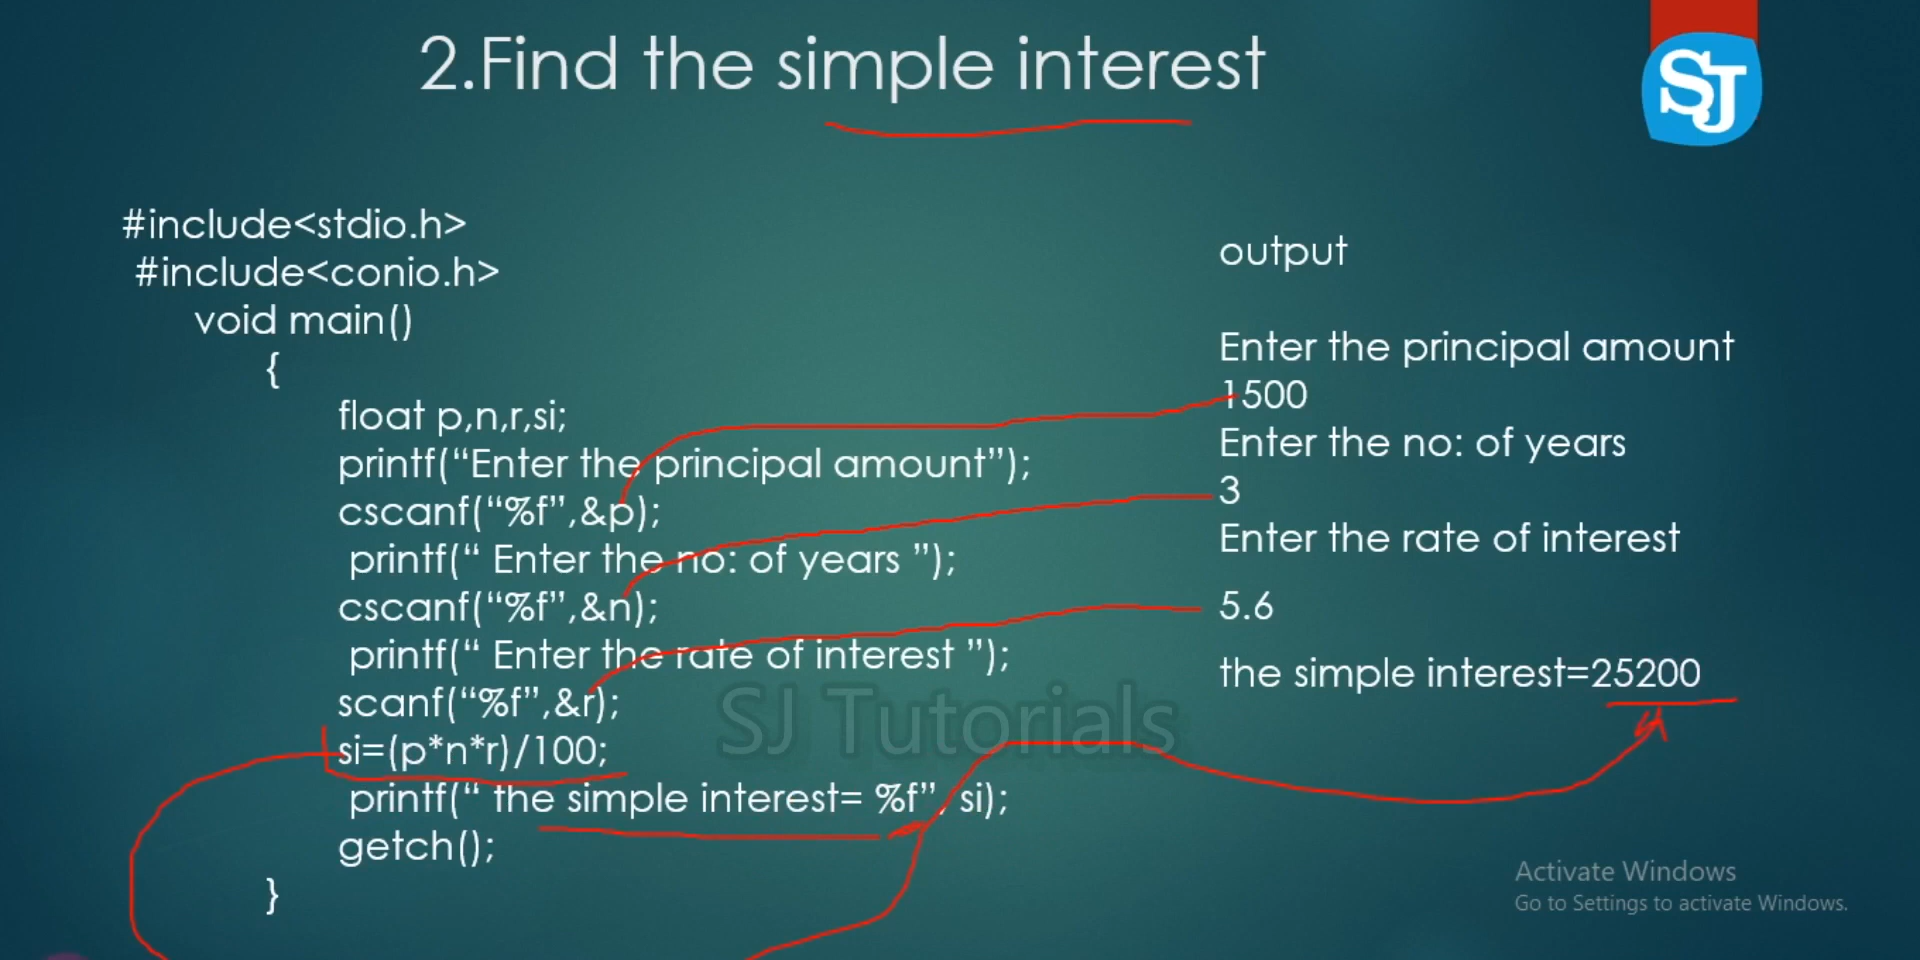 2.Find the simple interest
SJ
#include<stdio.h>
#include<conio.h>
void main()
{
float p,n,r,si;
printf(“Enter the principal amount”);
cscanf(“%f”,&p);
printf(“ Enter the no: of years ”);
cscanf(“%f”,&n);
printf(“ Enter the rate of interest ”);
scanf(“%f”,&r);
si=(p*n*r)/100;
printf(“ the simple interest= %f”, si);
getch();
}
output
Enter the principal amount
1500
Enter the no: of years
3
Enter the rate of interest
5.6
the simple interest=25200
SJ Tutorials
Activate Windows
Go to Settings to activate Windows.